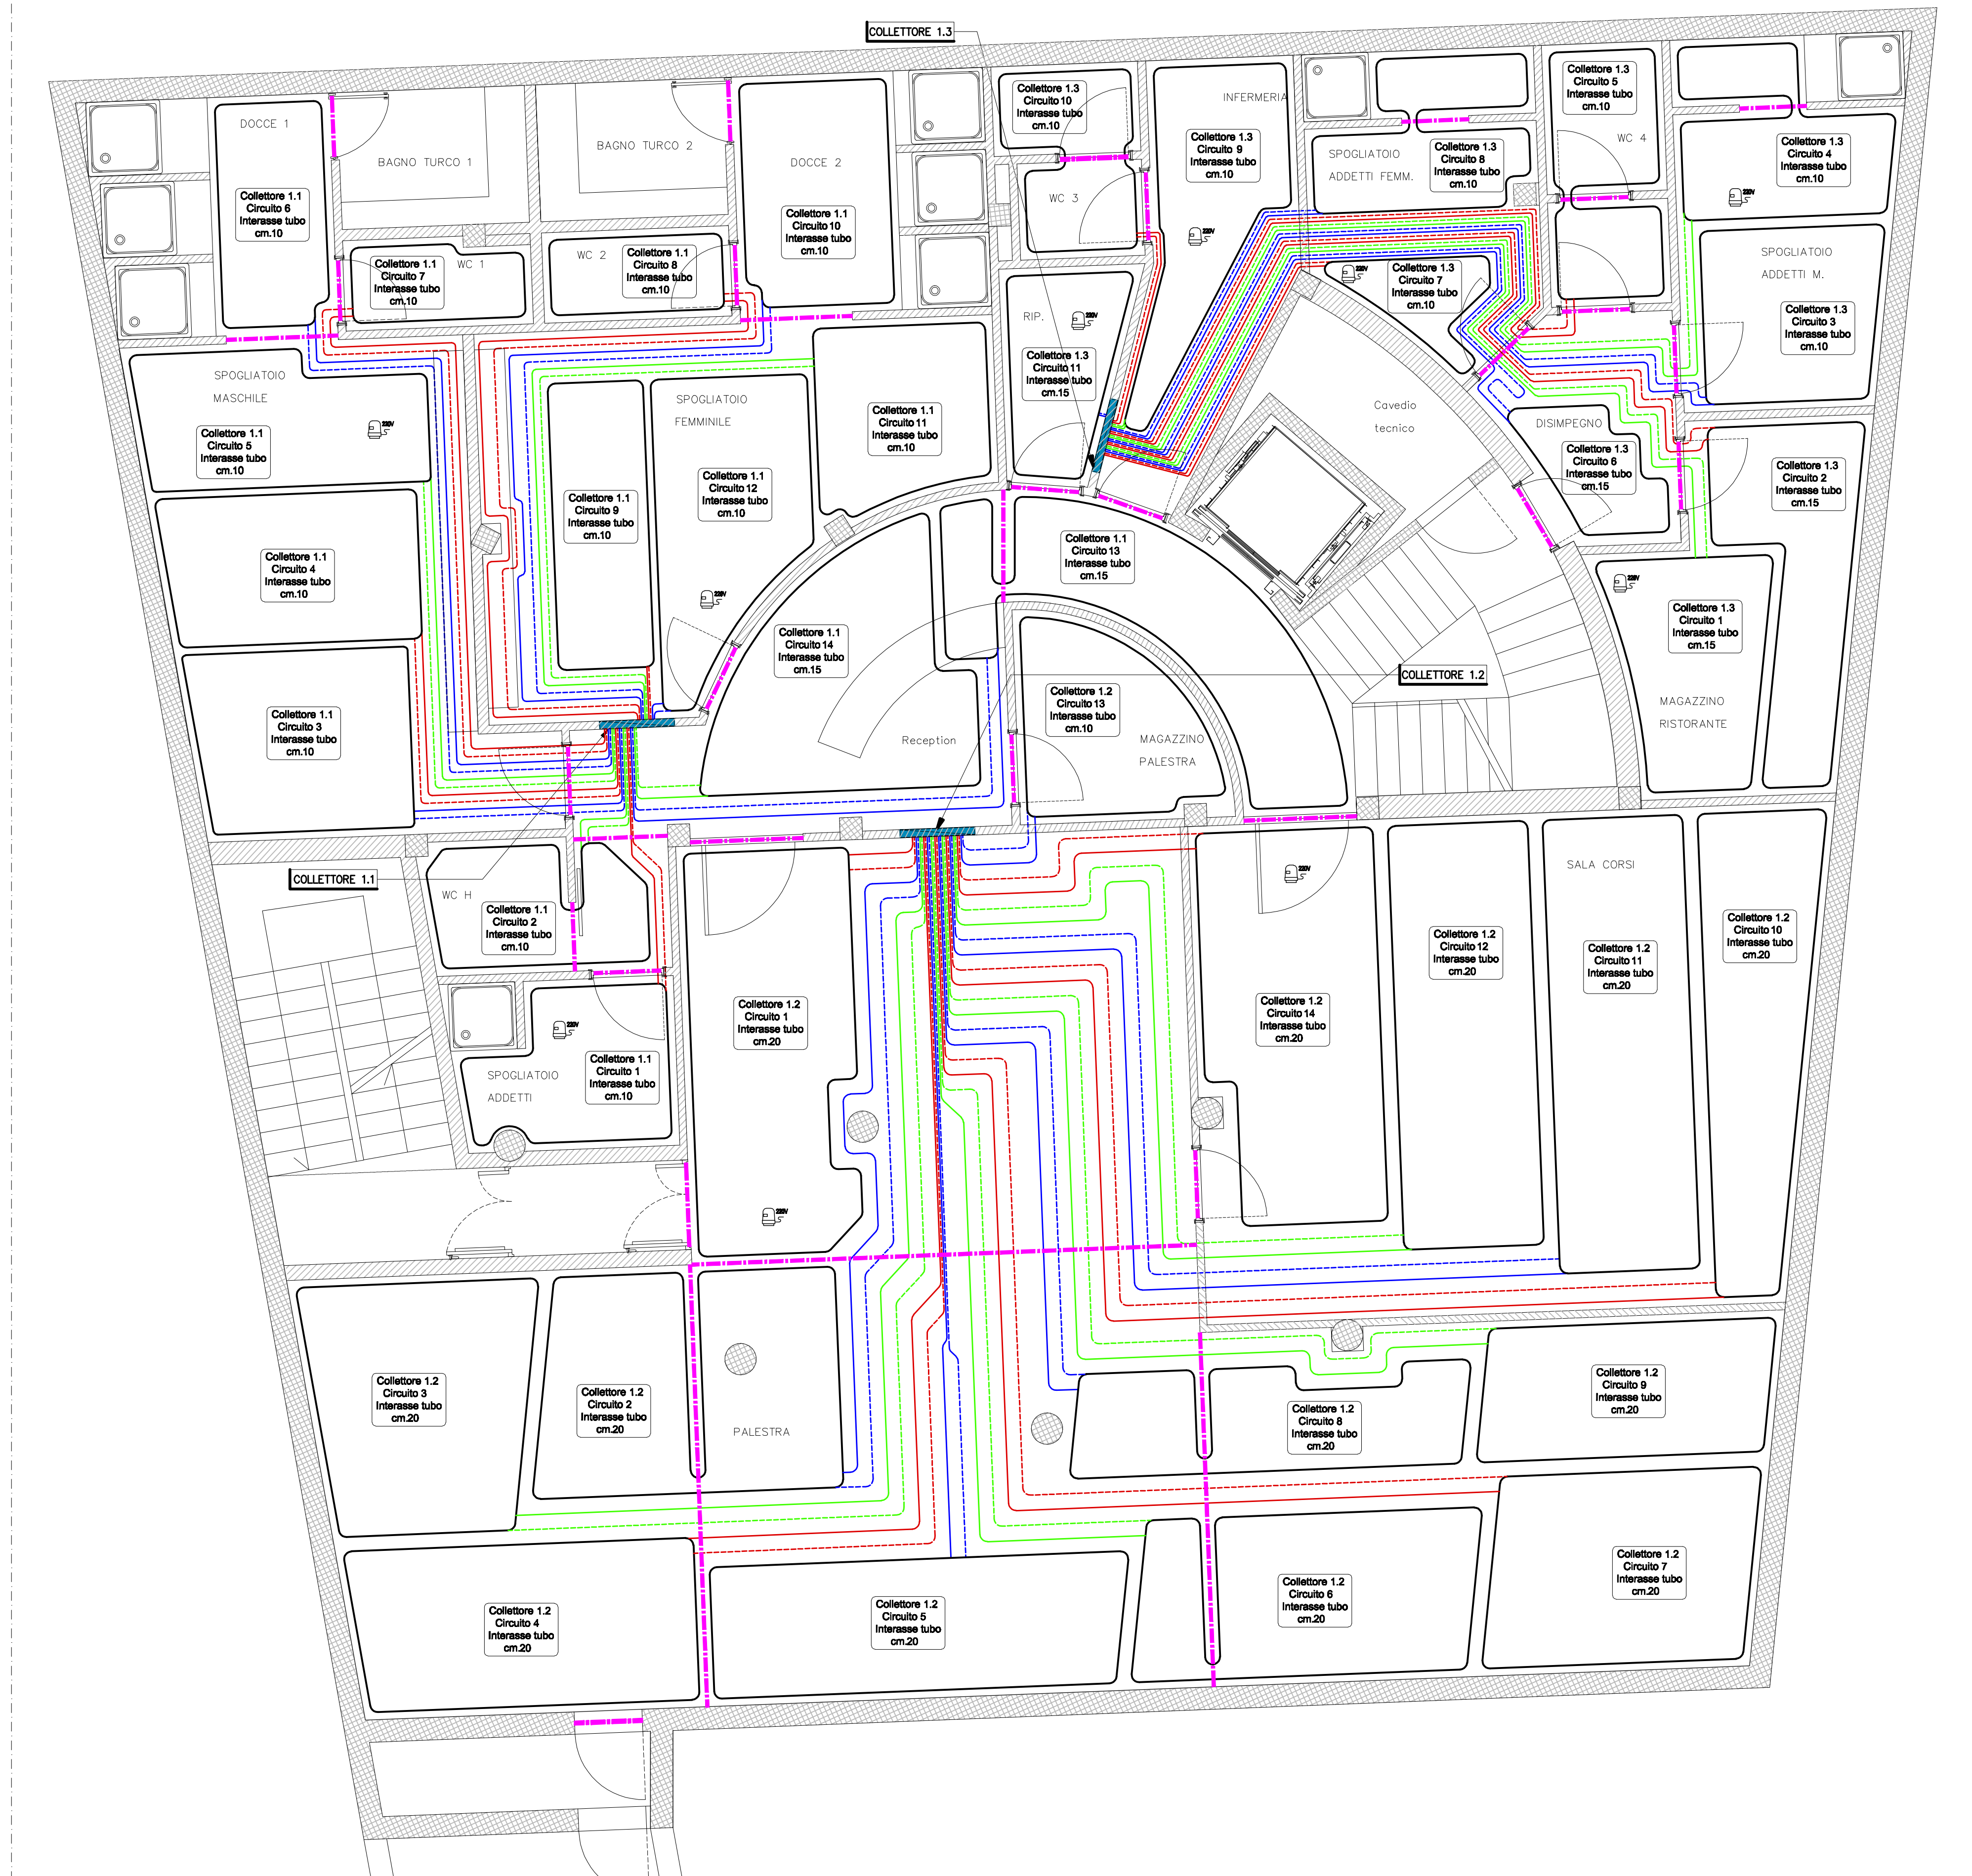 COLLETTORE 1.3
Collettore 1.3
Circuito 5
Interasse tubo
cm.10
Collettore 1.3
Circuito 10
Interasse tubo
cm.10
INFERMERIA
DOCCE 1
BAGNO TURCO 1
BAGNO TURCO 2
DOCCE 2
Collettore 1.3
Circuito 9
Interasse tubo
cm.10
SPOGLIATOIO
ADDETTI FEMM.
Collettore 1.3
Circuito 8
Interasse tubo
cm.10
WC 4
Collettore 1.3
Circuito 4
Interasse tubo
cm.10
220V
Collettore 1.1
Circuito 6
Interasse tubo
cm.10
Collettore 1.1
Circuito 10
Interasse tubo
cm.10
WC 3
220V
Collettore 1.1
Circuito 7
Interasse tubo
cm.10
WC 1
WC 2
Collettore 1.1
Circuito 8
Interasse tubo
cm.10
220V
Collettore 1.3
Circuito 7
Interasse tubo
cm.10
SPOGLIATOIO
ADDETTI M.
Collettore 1.3
Circuito 3
Interasse tubo
cm.10
RIP.
220V
Collettore 1.3
Circuito 11
Interasse tubo
cm.15
SPOGLIATOIO
MASCHILE
220V
Collettore 1.1
Circuito 5
Interasse tubo
cm.10
SPOGLIATOIO
FEMMINILE
Collettore 1.1
Circuito 11
Interasse tubo
cm.10
Cavedio
tecnico
DISIMPEGNO
Collettore 1.3
Circuito 6
Interasse tubo
cm.15
Collettore 1.3
Circuito 2
Interasse tubo
cm.15
Collettore 1.1
Circuito 9
Interasse tubo
cm.10
Collettore 1.1
Circuito 12
Interasse tubo
cm.10
Collettore 1.1
Circuito 4
Interasse tubo
cm.10
Collettore 1.1
Circuito 13
Interasse tubo
cm.15
220V
220V
Collettore 1.3
Circuito 1
Interasse tubo
cm.15
Collettore 1.1
Circuito 14
Interasse tubo
cm.15
COLLETTORE 1.2
Collettore 1.2
Circuito 13
Interasse tubo
cm.10
MAGAZZINO
RISTORANTE
Collettore 1.1
Circuito 3
Interasse tubo
cm.10
Reception
MAGAZZINO
PALESTRA
COLLETTORE 1.1
WC H
Collettore 1.1
Circuito 2
Interasse tubo
cm.10
220V
SALA CORSI
Collettore 1.2
Circuito 10
Interasse tubo
cm.20
Collettore 1.2
Circuito 12
Interasse tubo
cm.20
Collettore 1.2
Circuito 11
Interasse tubo
cm.20
Collettore 1.2
Circuito 1
Interasse tubo
cm.20
Collettore 1.2
Circuito 14
Interasse tubo
cm.20
220V
SPOGLIATOIO
ADDETTI
Collettore 1.1
Circuito 1
Interasse tubo
cm.10
220V
Collettore 1.2
Circuito 3
Interasse tubo
cm.20
Collettore 1.2
Circuito 2
Interasse tubo
cm.20
PALESTRA
Collettore 1.2
Circuito 8
Interasse tubo
cm.20
Collettore 1.2
Circuito 9
Interasse tubo
cm.20
Collettore 1.2
Circuito 4
Interasse tubo
cm.20
Collettore 1.2
Circuito 5
Interasse tubo
cm.20
Collettore 1.2
Circuito 6
Interasse tubo
cm.20
Collettore 1.2
Circuito 7
Interasse tubo
cm.20